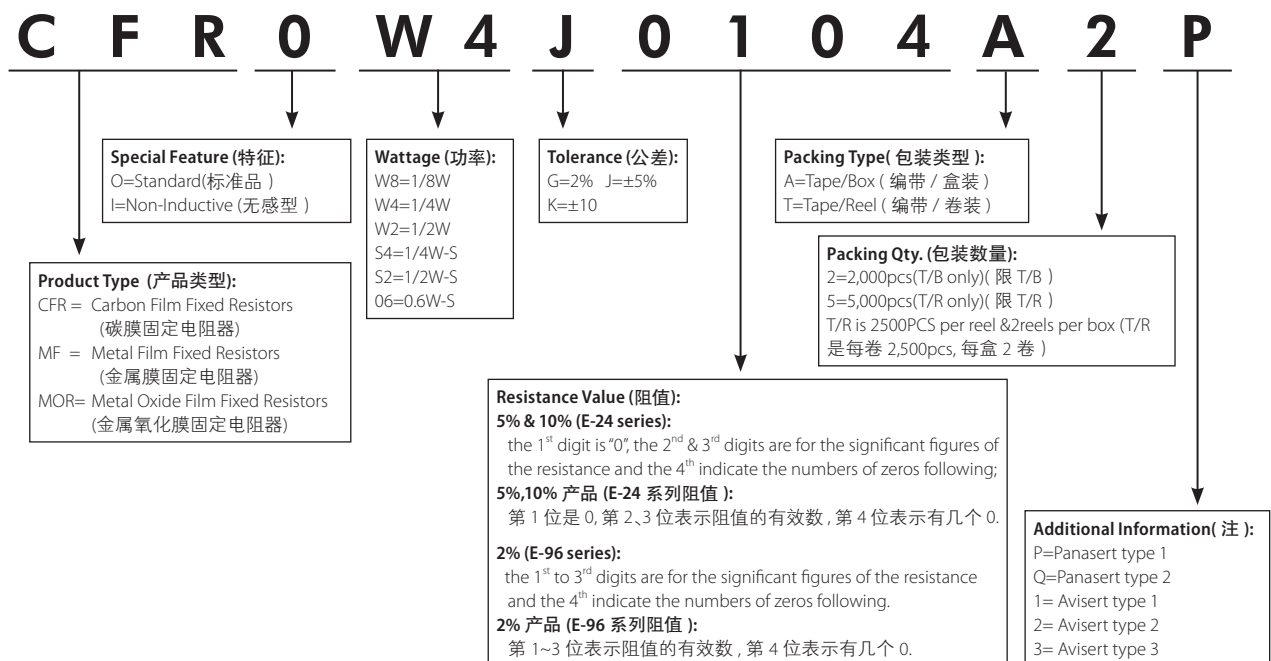 C F R 0 W 4 J 0 1 0 4 A 2 P
Special Feature (特征):
O=Standard(标准品 )
I=Non-Inductive (无感型 )
Wattage (功率):
W8=1/8W
W4=1/4W
W2=1/2W
S4=1/4W-S
S2=1/2W-S
06=0.6W-S
Tolerance (公差):
G=2% J=±5%
K=±10
Packing Type( 包装类型 ):
A=Tape/Box ( 编带 / 盒装 )
T=Tape/Reel ( 编带 / 卷装 )
Packing Qty. (包装数量):
2=2,000pcs(T/B only)( 限 T/B )
5=5,000pcs(T/R only)( 限 T/R )
T/R is 2500PCS per reel &2reels per box (T/R
是每卷 2,500pcs, 每盒 2 卷 )
Product Type (产品类型):
CFR = Carbon Film Fixed Resistors
(碳膜固定电阻器)
MF = Metal Film Fixed Resistors
(金属膜固定电阻器)
MOR= Metal Oxide Film Fixed Resistors
(金属氧化膜固定电阻器)
Resistance Value (阻值):
5% & 10% (E-24 series):
the 1st digit is “0”, the 2nd & 3rd digits are for the significant figures of
the resistance and the 4th indicate the numbers of zeros following;
5%,10% 产品 (E-24 系列阻值 ):
第 1 位是 0, 第 2、3 位表示阻值的有效数 , 第 4 位表示有几个 0.
2% (E-96 series):
the 1st to 3rd digits are for the significant figures of the resistance
and the 4th indicate the numbers of zeros following.
2% 产品 (E-96 系列阻值 ):
第 1~3 位表示阻值的有效数 , 第 4 位表示有几个 0.
Additional Information( 注 ):
P=Panasert type 1
Q=Panasert type 2
1= Avisert type 1
2= Avisert type 2
3= Avisert type 3